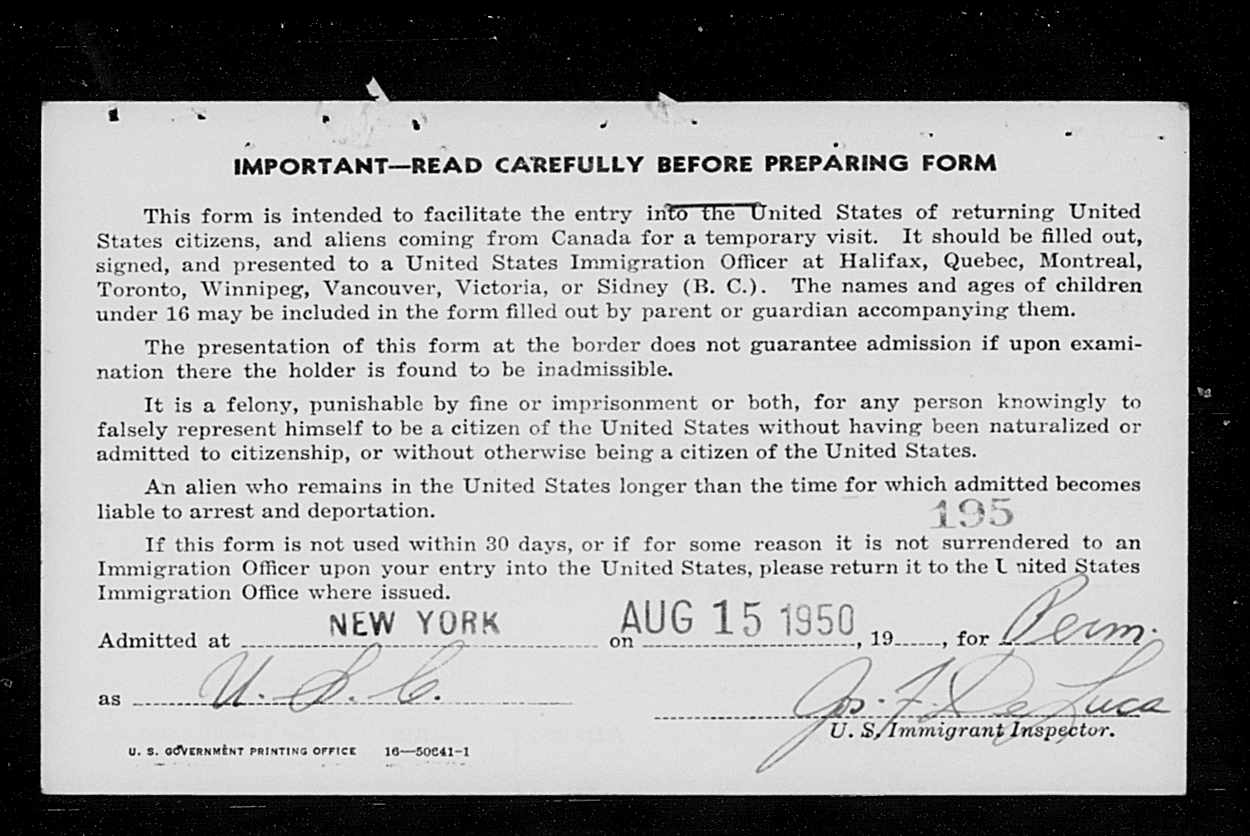 IMPORTANT—READ CAREFULLY BEFORE PREPARING FORM
This form is intended to facilitate the entry into the United States of returning United
States citizens, and aliens coming from Canada for a temporary visit. It should be filled out,
signed, and presented to a United States Immigration Officer at Halifax, Quebec, Montreal,
Toronto, Winnipeg, Vancouver, Victoria, or Sidney (B. C.). The names and ages of children
under 16 may be included in the form filled out by parent or guardian accompanying them.
The presentation of this form at the border does not guarantee admission if upon exami-
nation there the holder is found to be inadmissible.
It is a felony, punishable by fine or imprisonment or both, for any person knowingly to
falsely represent himself to be a citizen of the United States without having been naturalized or
admitted to citizenship, or without otherwise being a citizen of the United States.
An alien who remains in the United States longer than the time for which admitted becomes
liable to arrest and deportation.
195
If this form is not used within 30 days, or if for some reason it is not surrendered to an
Immigration Officer upon your entry into the United States, please return it to the United States
Immigration Office where issued.
Admitted at NEW YORK on AUG 15 1950, 19, for Perm.
as U. S. C. Jos. F. De Luca
U. S. Immigrant Inspector.
U. S. GOVERNMENT PRINTING OFFICE 16—50641-1